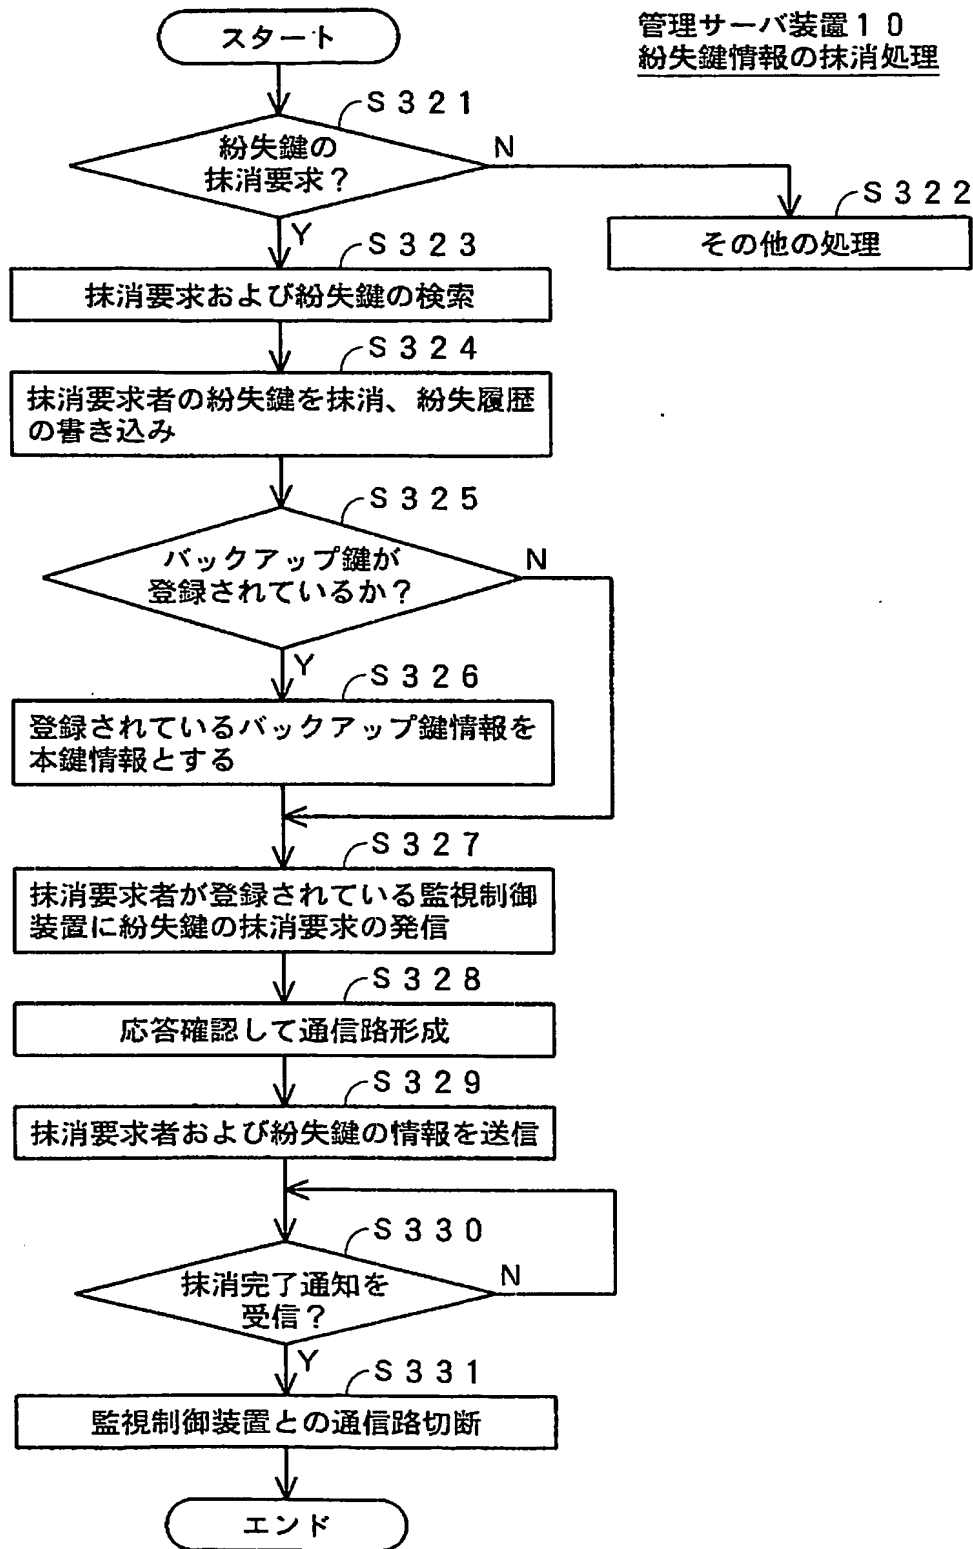 管理サーバ装置10
紛失鍵情報の抹消処理
スタート
S321
紛失鍵の
抹消要求?
N
Y
S322
その他の処理
S323
抹消要求および紛失鍵の検索
S324
抹消要求者の紛失鍵を抹消、紛失履歴
の書き込み
S325
バックアップ鍵が
登録されているか?
N
Y
S326
登録されているバックアップ鍵情報を
本鍵情報とする
S327
抹消要求者が登録されている監視制御
装置に紛失鍵の抹消要求の発信
S328
応答確認して通信路形成
S329
抹消要求者および紛失鍵の情報を送信
S330
抹消完了通知を
受信?
N
Y
S331
監視制御装置との通信路切断
エンド